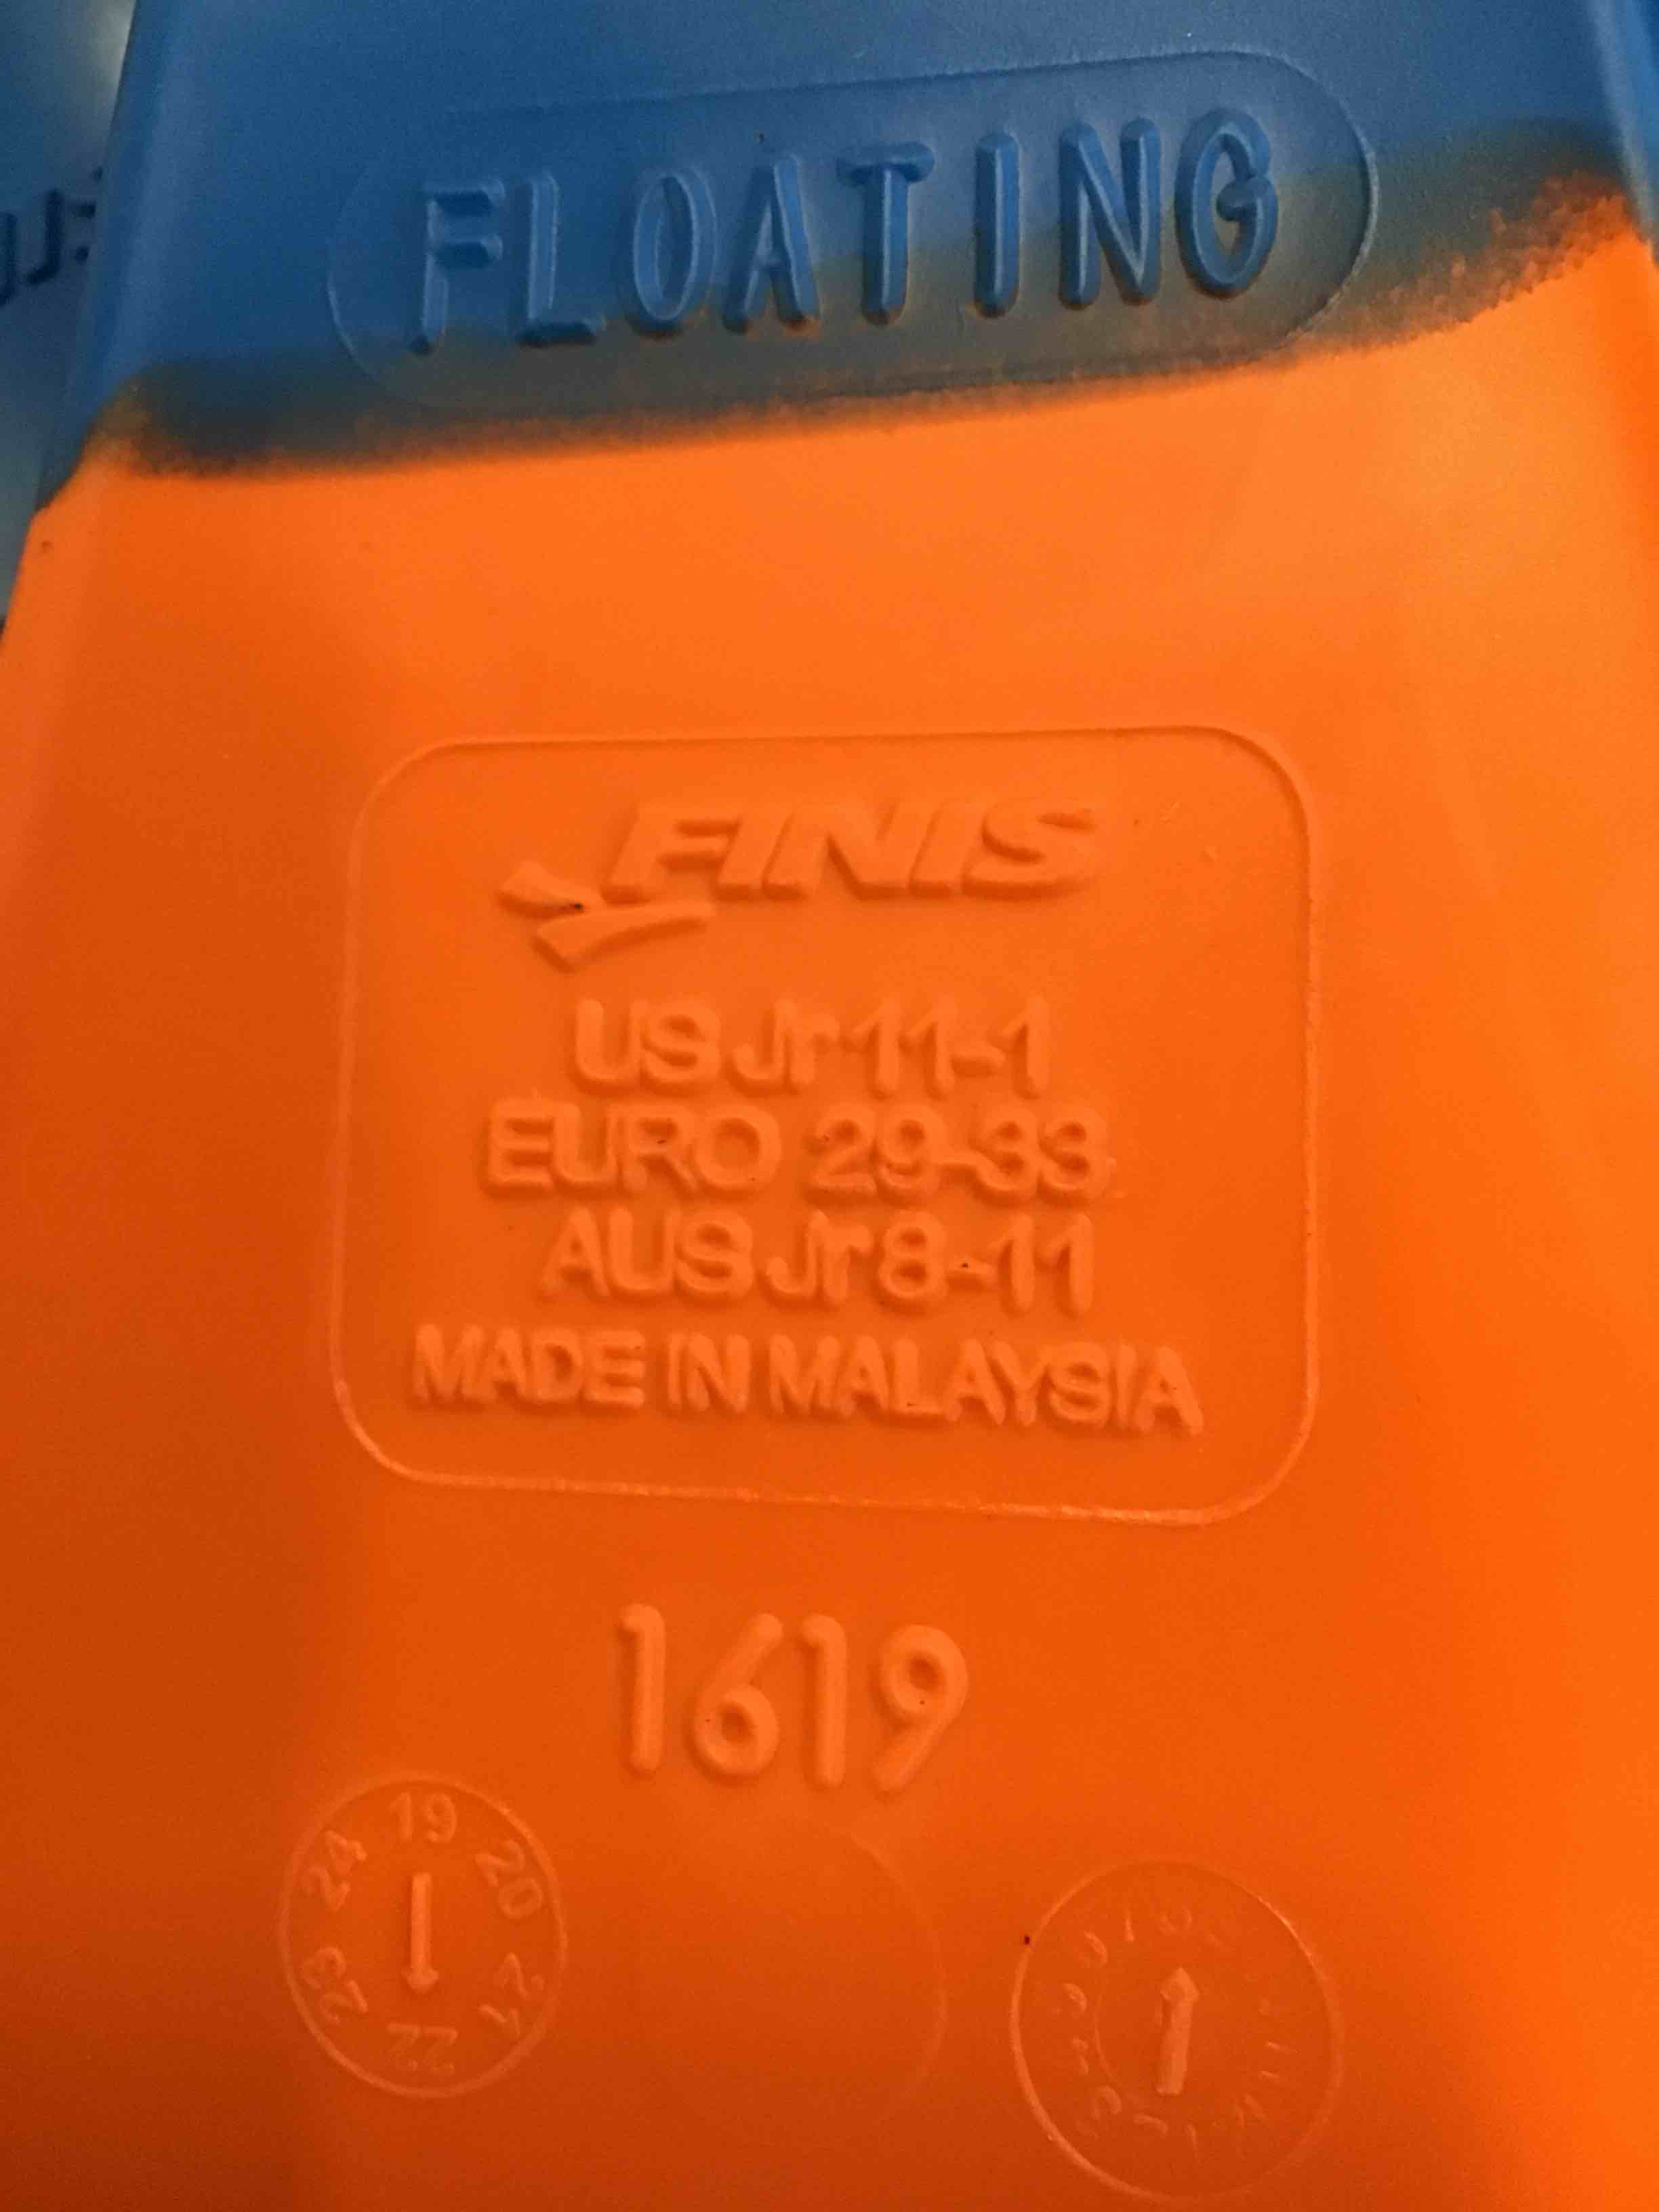 FLOATING
FINIS
US Jr 11-1
EURO 29-33
AUS Jr 8-11
MADE IN MALAYSIA
1619
19
20
21
22
23
24